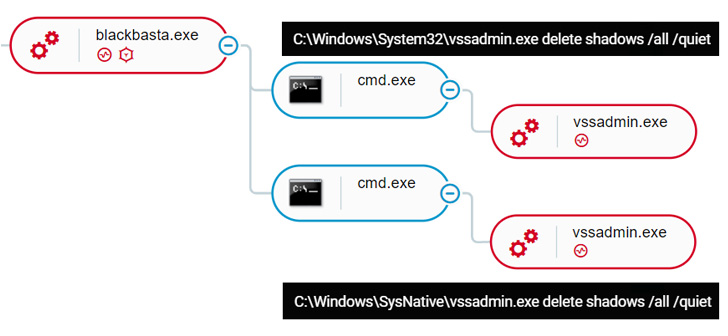 blackbasta.exe
C:\Windows\System32\vssadmin.exe delete shadows /all /quiet
cmd.exe
vssadmin.exe
cmd.exe
vssadmin.exe
C:\Windows\SysNative\vssadmin.exe delete shadows /all /quiet